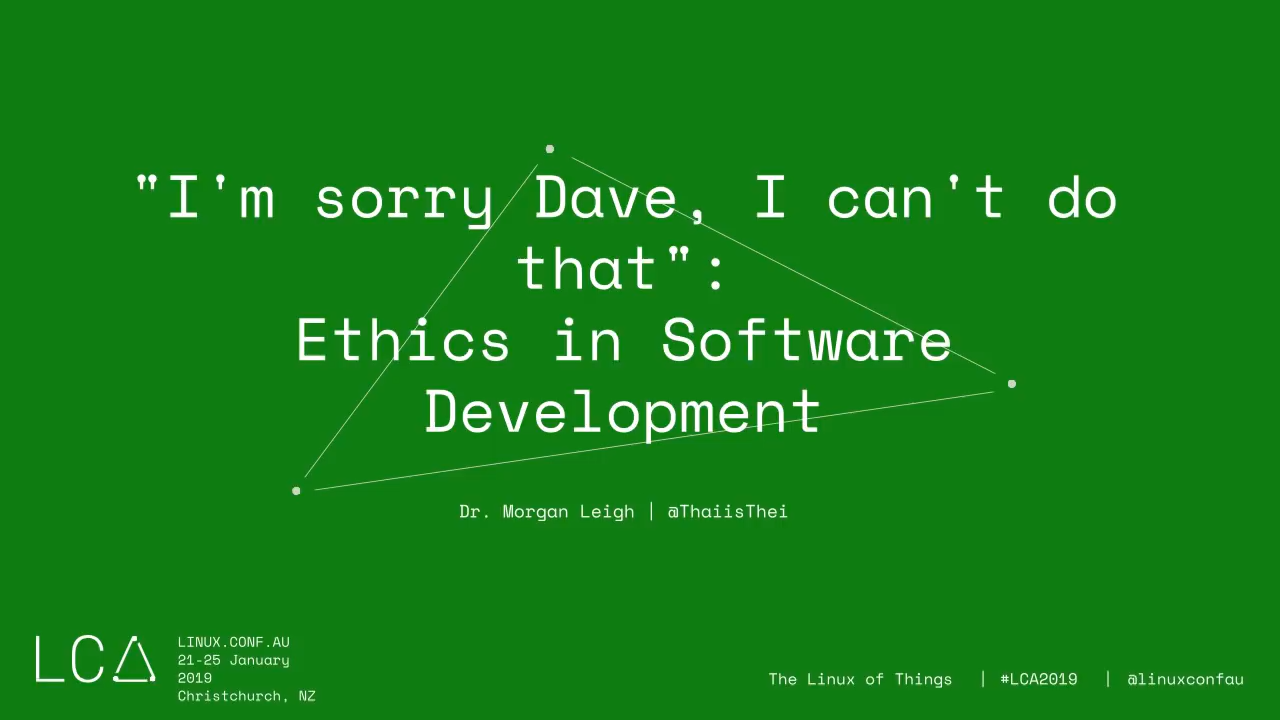 "I'm sorry Dave, I can't do
that":
Ethics in Software
Development
Dr. Morgan Leigh | @ThaiisThei
LCA
LINUX.CONF.AU
21-25 January
2019
Christchurch, NZ
The Linux of Things | #LCA2019 | @linuxconfau